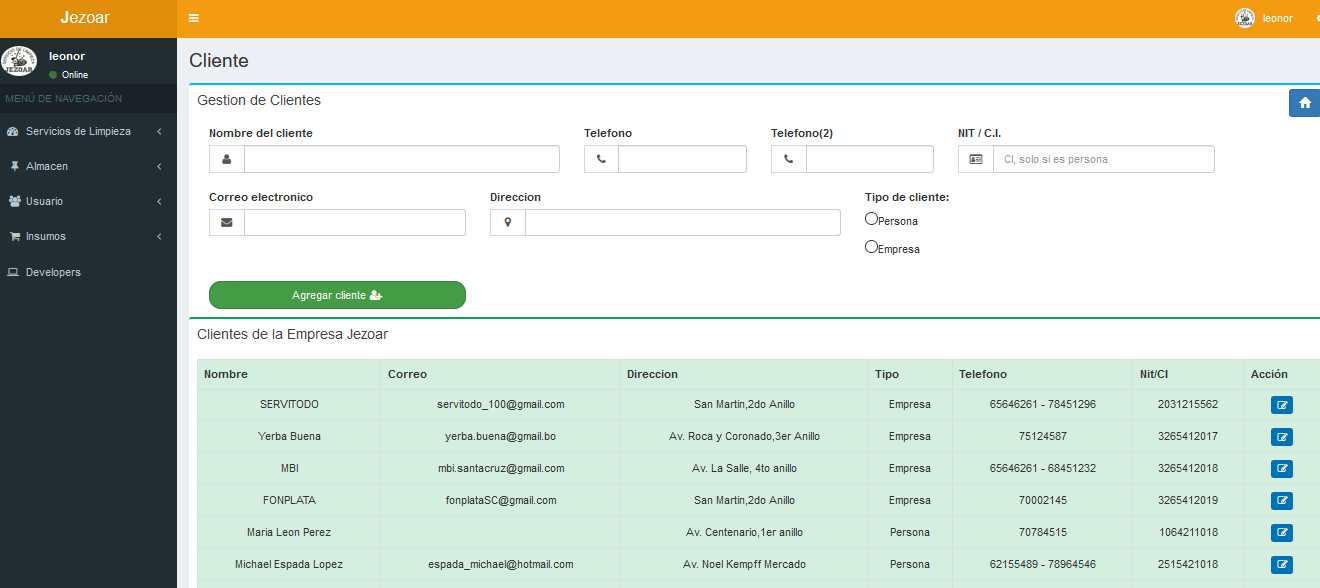 Jezoar
leonor
leonor
Online
MENÚ DE NAVEGACIÓN
Servicios de Limpieza
Almacen
Usuario
Insumos
Developers
Cliente
Gestion de Clientes
Nombre del cliente Telefono Telefono(2) NIT / C.I.
CI, solo si es persona
Correo electronico Direccion Tipo de cliente:
Persona
Empresa
Agregar cliente
Clientes de la Empresa Jezoar
Nombre Correo Direccion Tipo Telefono Nit/CI Acción
SERVITODO servitodo_100@gmail.com San Martin,2do Anillo Empresa 65646261 - 78451296 2031215562
Yerba Buena yerba.buena@gmail.bo Av. Roca y Coronado,3er Anillo Empresa 75124587 3265412017
MBI mbi.santacruz@gmail.com Av. La Salle, 4to anillo Empresa 65646261 - 68451232 3265412018
FONPLATA fonplataSC@gmail.com San Martin,2do Anillo Empresa 70002145 3265412019
Maria Leon Perez Av. Centenario,1er anillo Persona 70784515 1064211018
Michael Espada Lopez espada_michael@hotmail.com Av. Noel Kempff Mercado Persona 62155489 - 78964546 2515421018